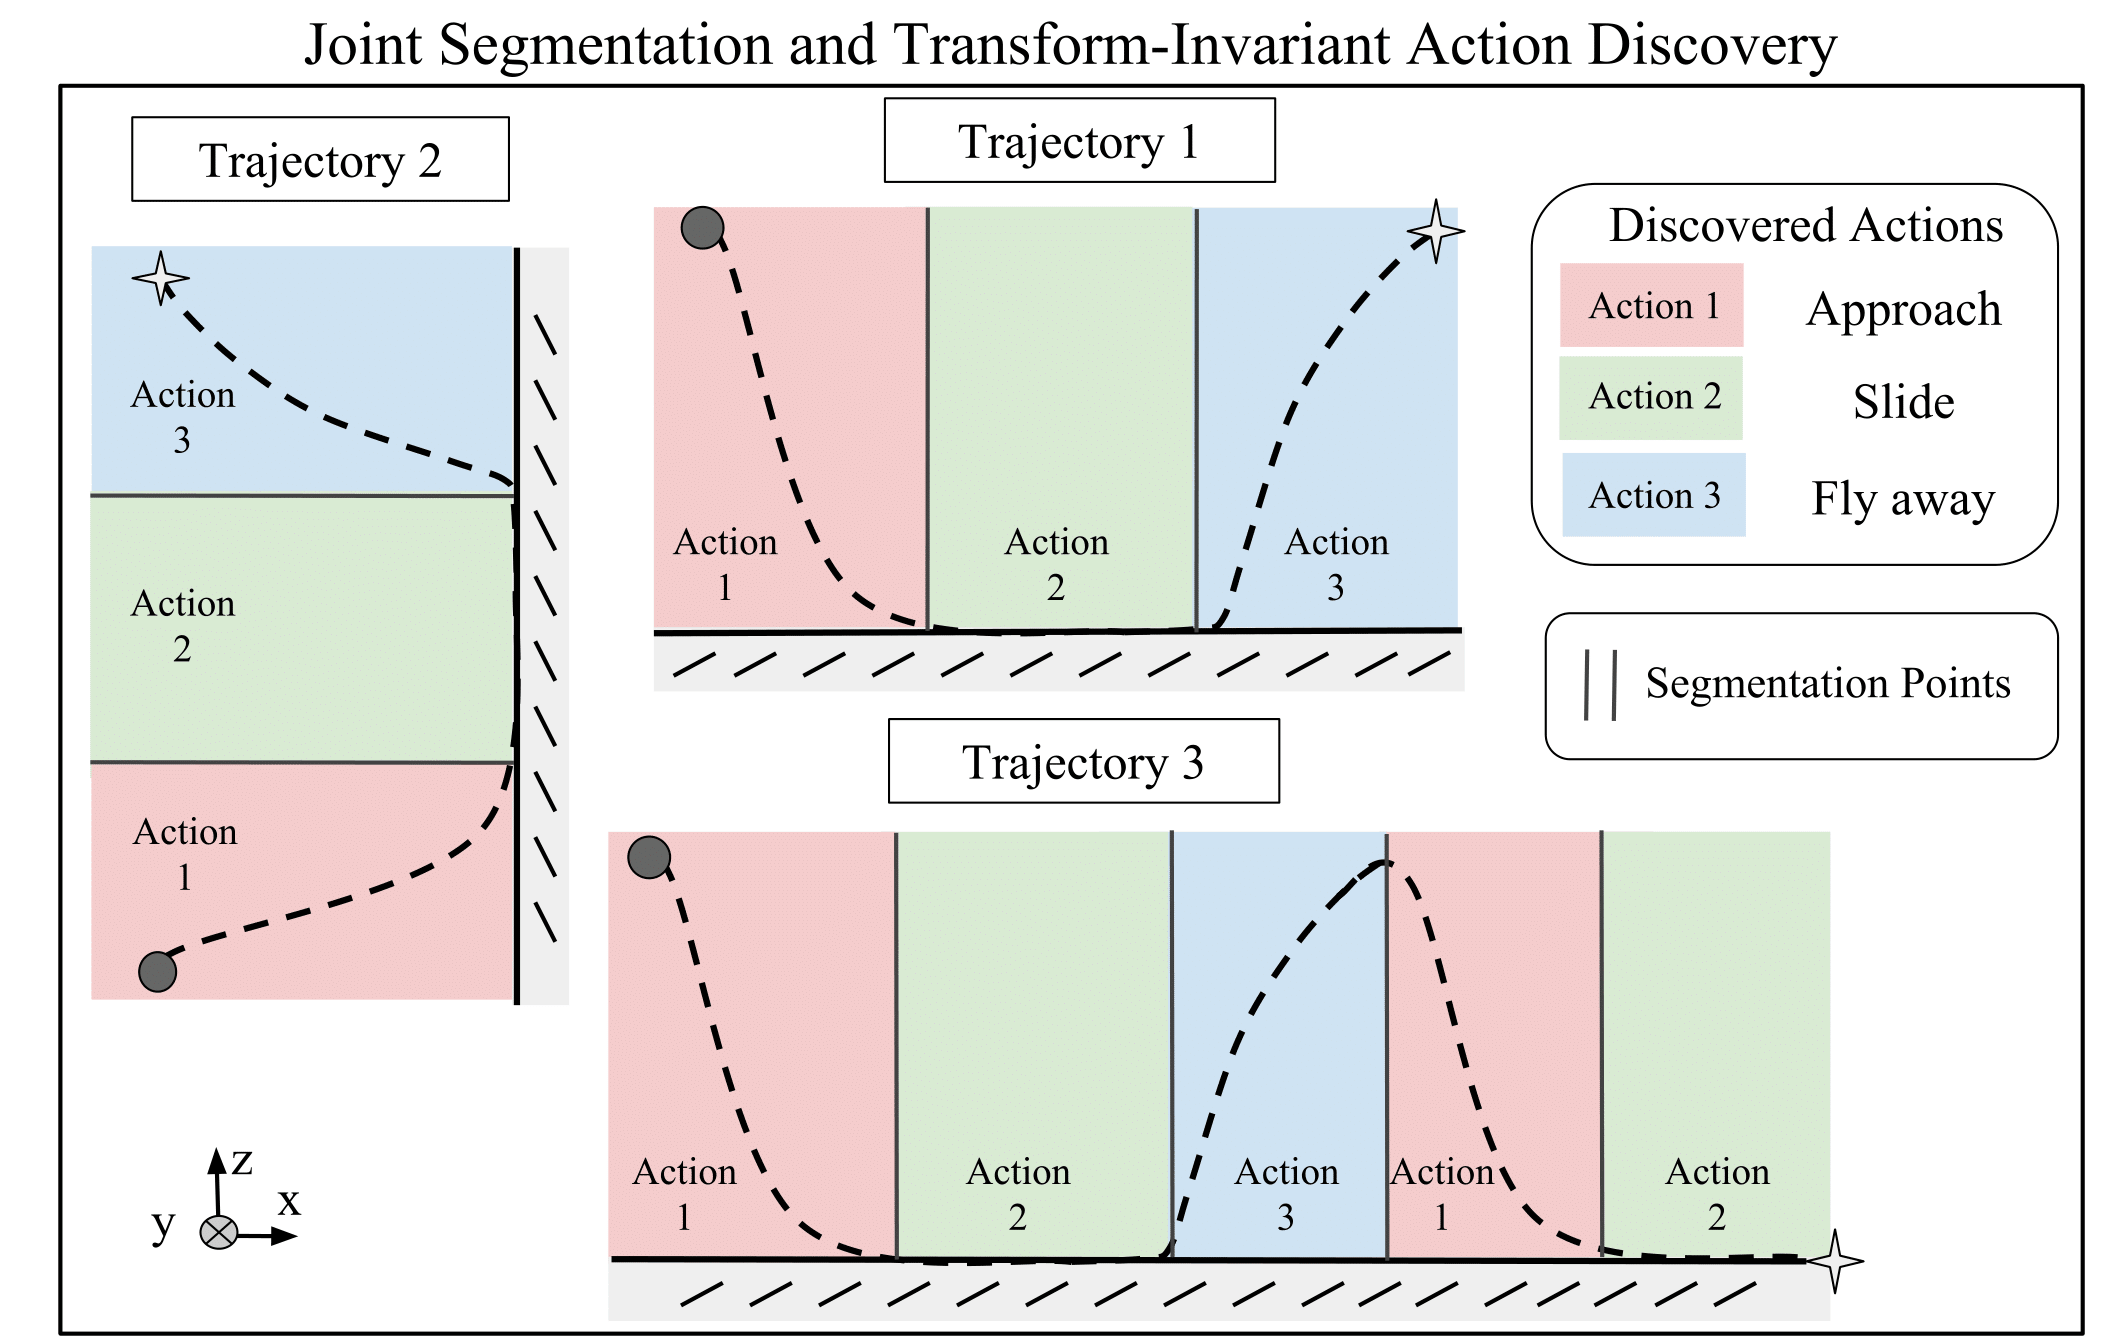 Joint Segmentation and Transform-Invariant Action Discovery
Trajectory 2
Action
3
Action
2
Action
1
z
x
y
Trajectory 1
Action
1
Action
2
Action
3
Trajectory 3
Action
1
Action
2
Action
3
Action
1
Action
2
Discovered Actions
Action 1 Approach
Action 2 Slide
Action 3 Fly away
Segmentation Points